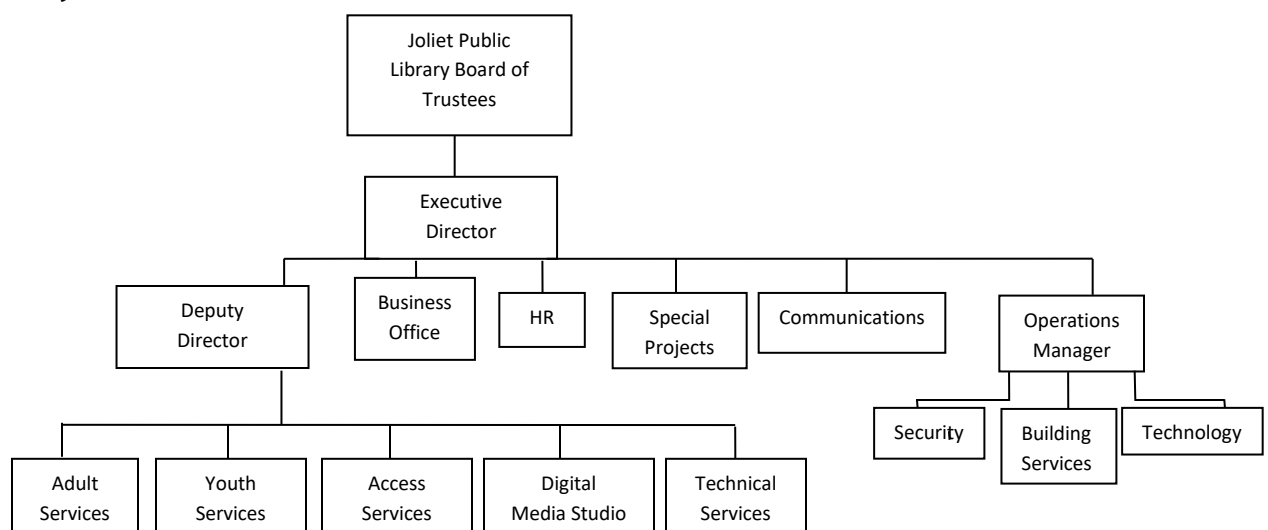 Joliet Public
Library Board of
Trustees
Executive
Director
Deputy
Director
Business
Office
HR
Special
Projects
Communications
Operations
Manager
Security
Building
Services
Technology
Adult
Services
Youth
Services
Access
Services
Digital
Media Studio
Technical
Services